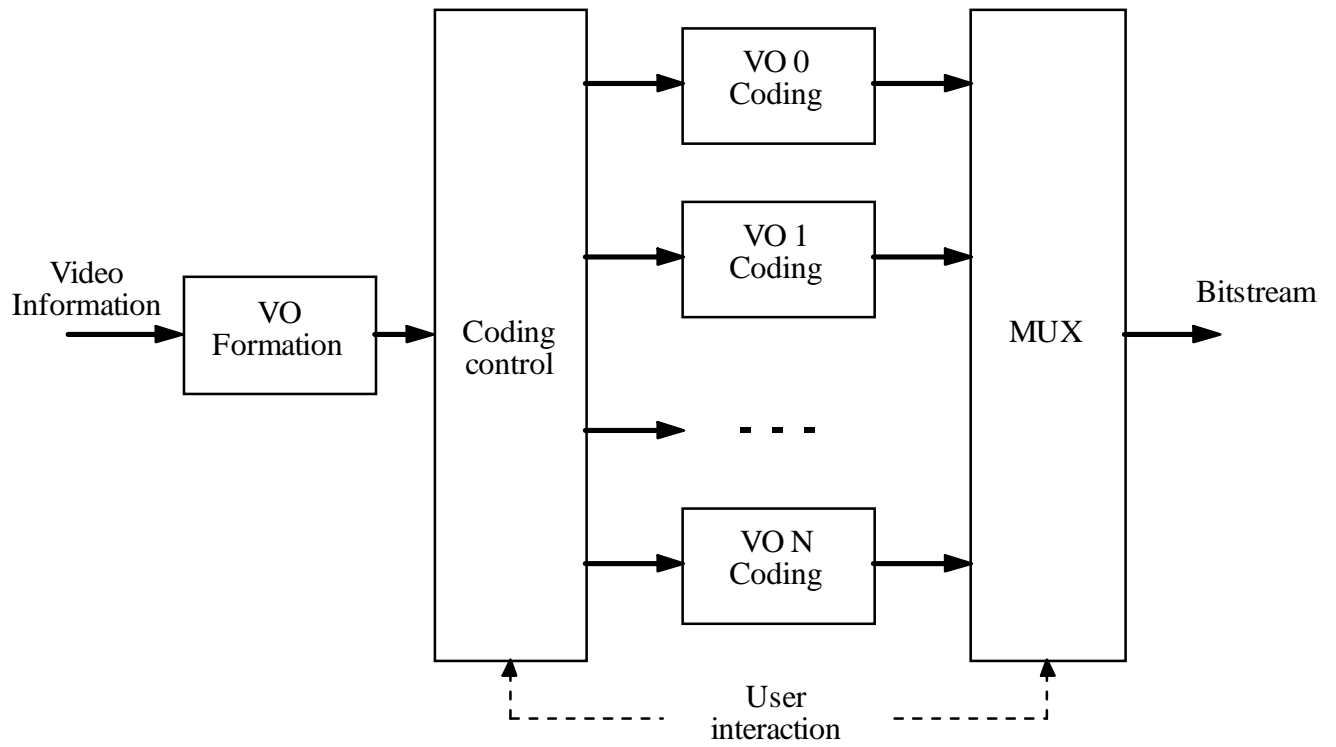 VO 0
Coding
VO 1
Coding
Video
Information
VO
Formation
Coding
control
MUX
Bitstream
VO N
Coding
User
interaction